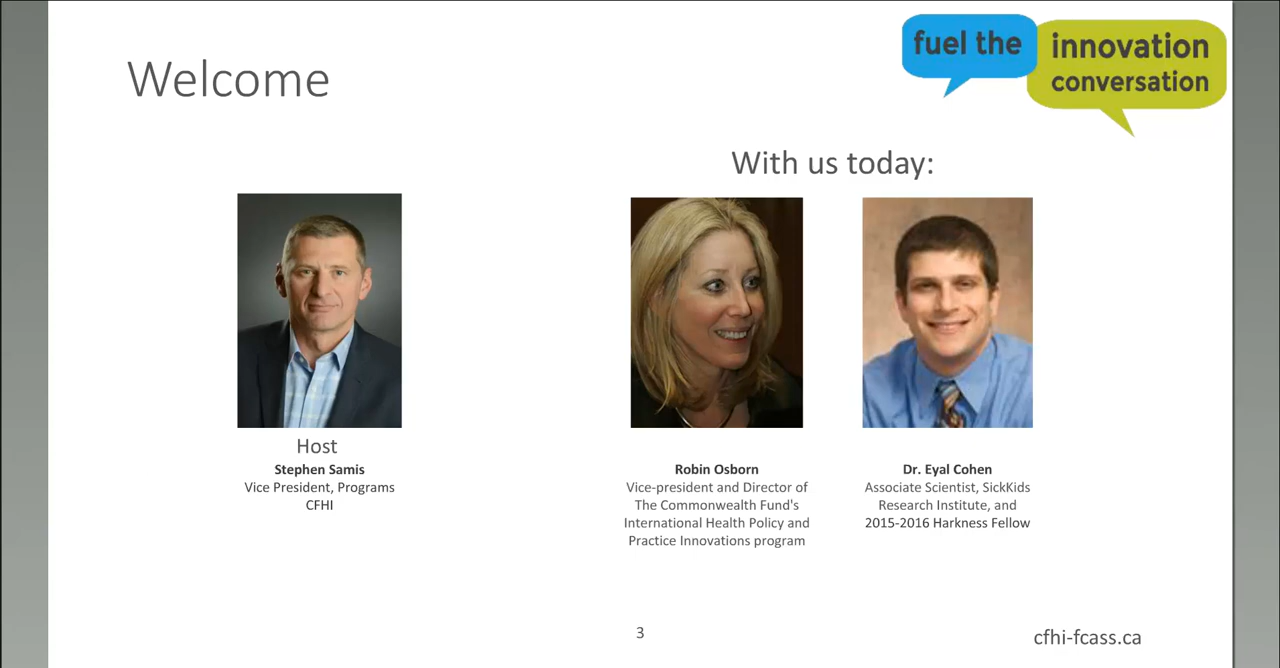 Welcome
fuel the
innovation
conversation
With us today:
Host
Stephen Samis
Vice President, Programs
CFHI
Robin Osborn
Vice-president and Director of
The Commonwealth Fund's
International Health Policy and
Practice Innovations program
Dr. Eyal Cohen
Associate Scientist, SickKids
Research Institute, and
2015-2016 Harkness Fellow
3
cfhi-fcass.ca